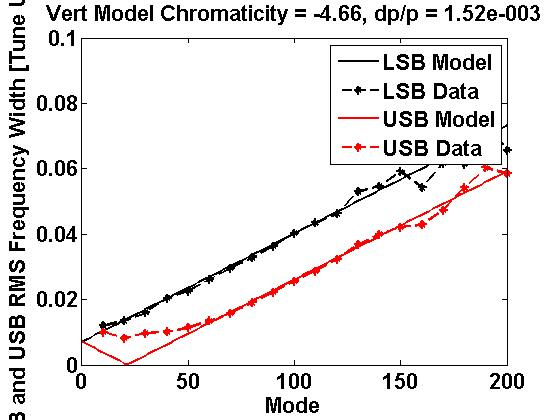 Vert Model Chromaticity = -4.66, dp/p = 1.52e-003
B and USB RMS Frequency Width [Tune
0.1
0.08
0.06
0.04
0.02
0
LSB Model
LSB Data
USB Model
USB Data
0 50 100 150 200
Mode